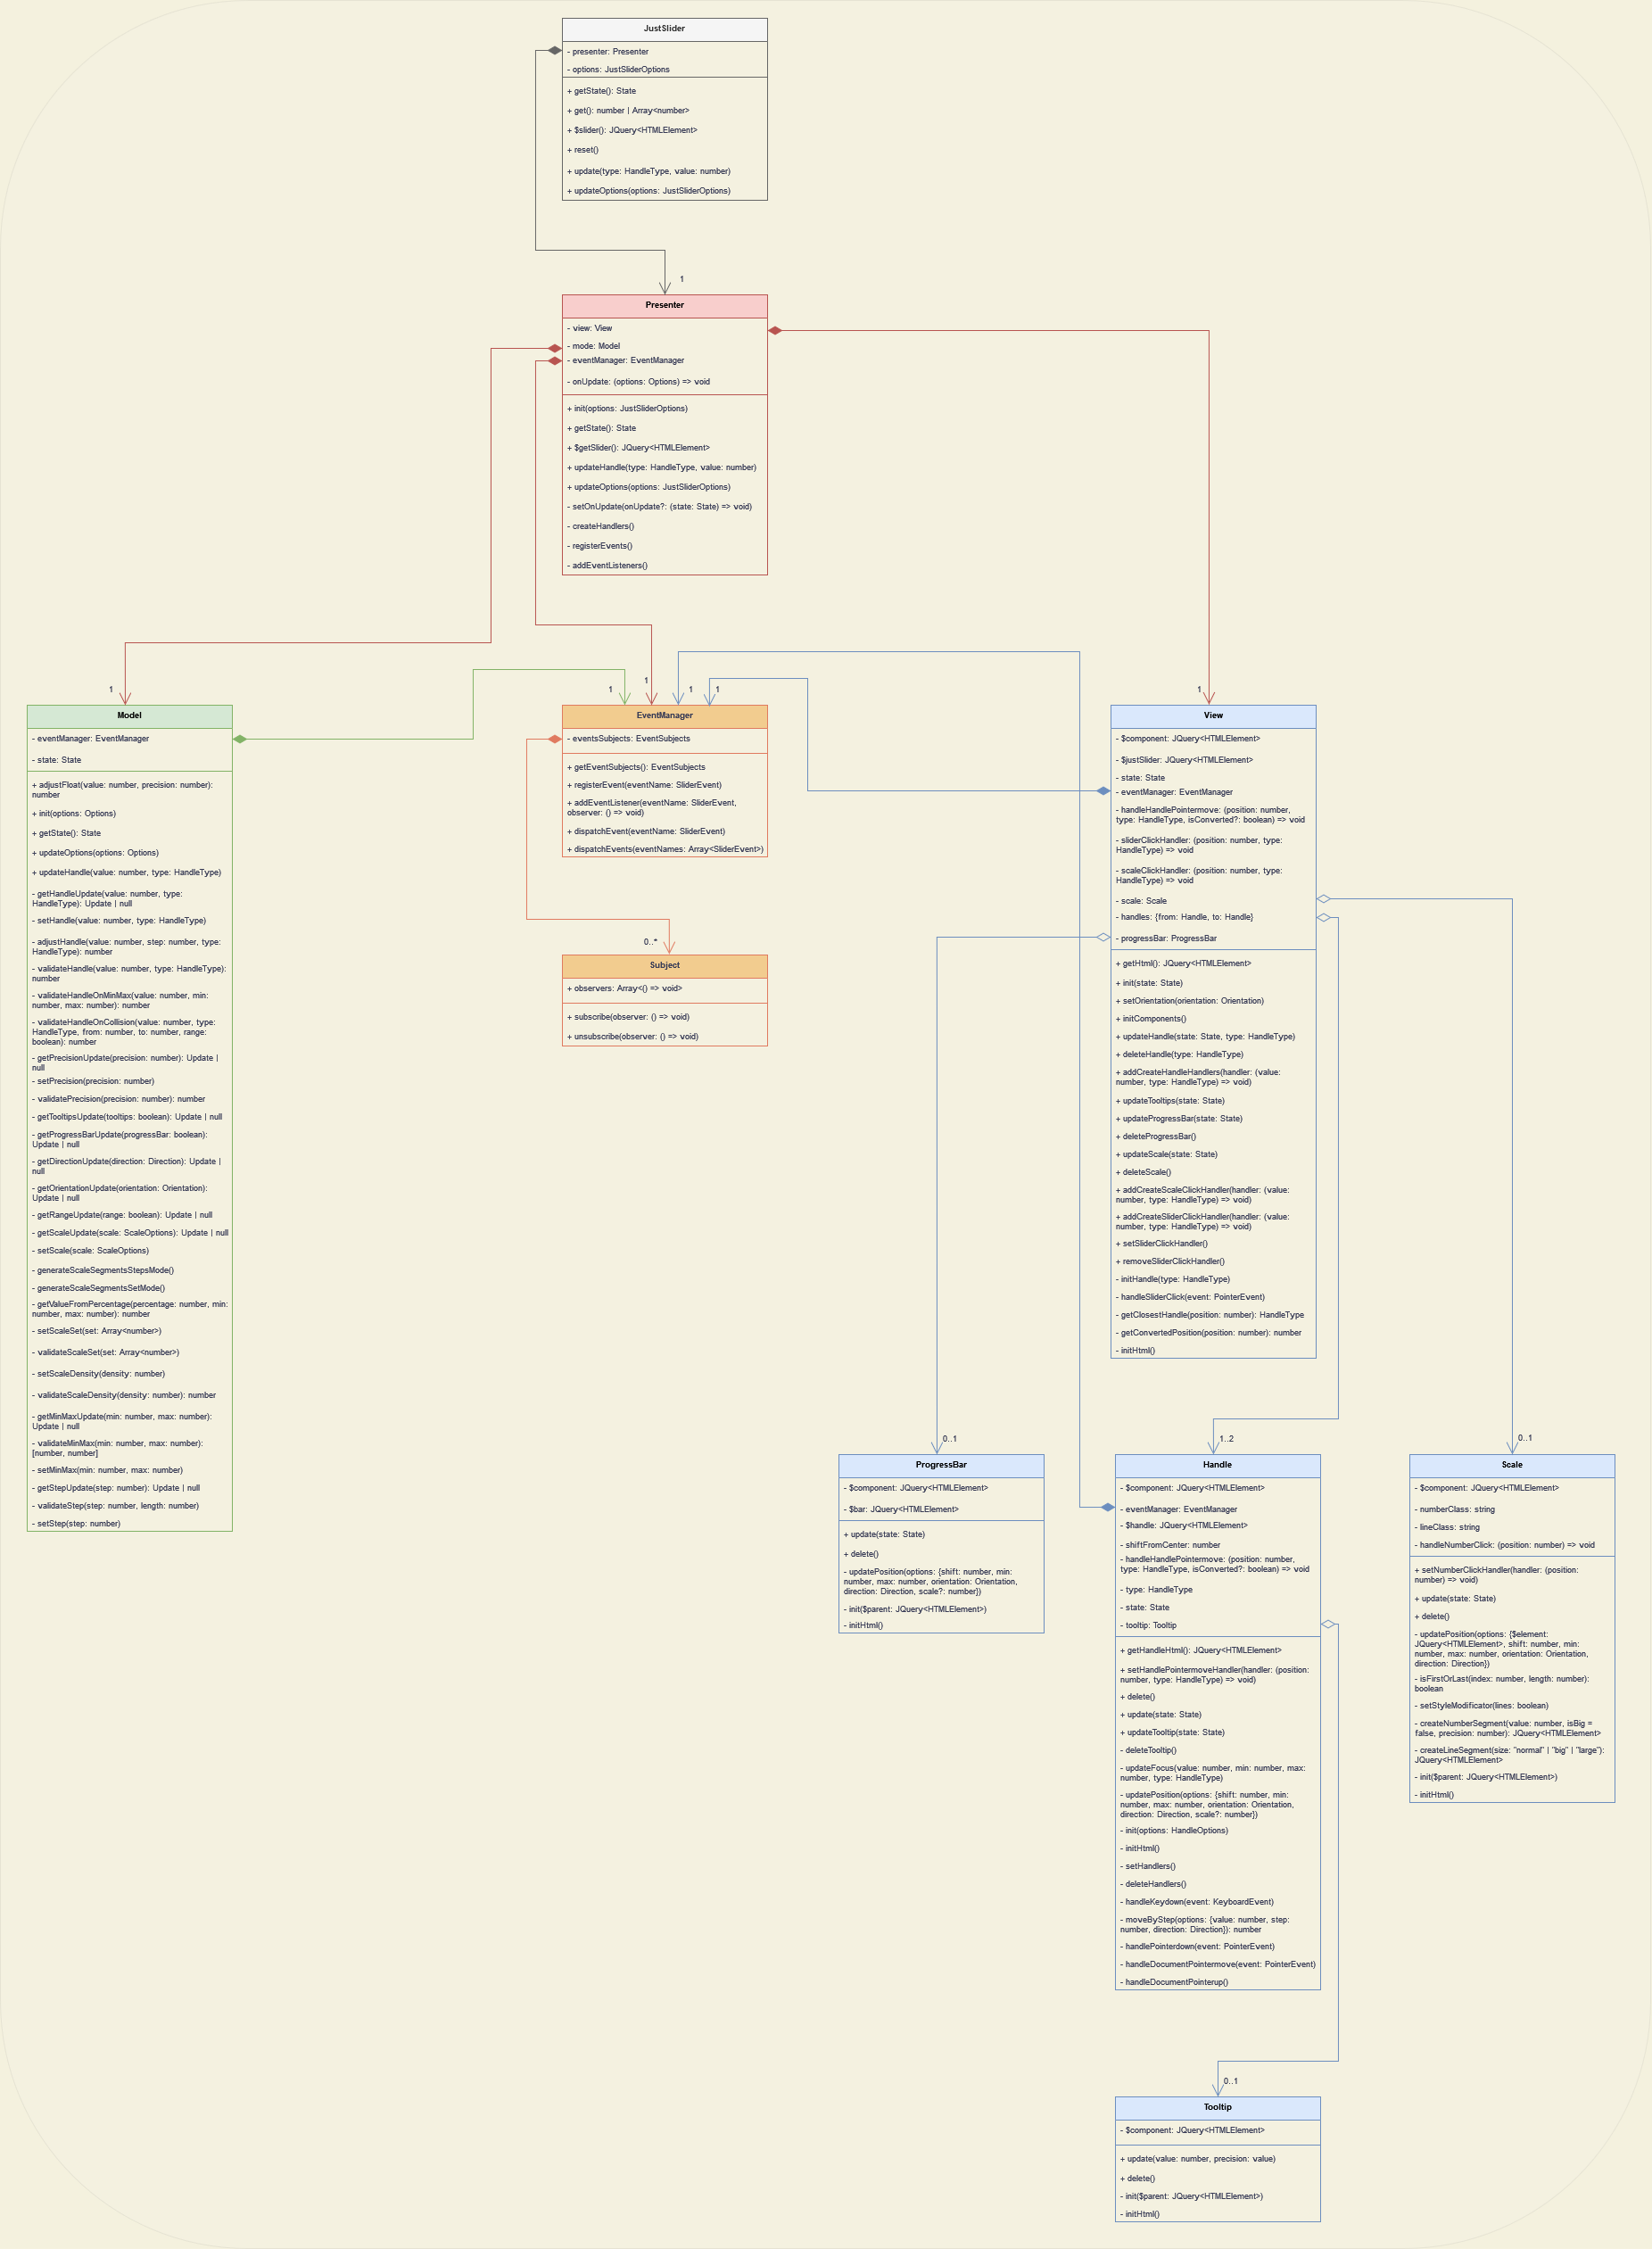 JustSlider
- presenter: Presenter
- options: JustSliderOptions
+ getState(): State
+ get(): number | Array<number>
+ $slider(): JQuery<HTMLElement>
+ reset()
+ update(type: HandleType, value: number)
+ updateOptions(options: JustSliderOptions)
1
Presenter
- view: View
- mode: Model
- eventManager: EventManager
- onUpdate: (options: Options) => void
+ init(options: JustSliderOptions)
+ getState(): State
+ $getSlider(): JQuery<HTMLElement>
+ updateHandle(type: HandleType, value: number)
+ updateOptions(options: JustSliderOptions)
- setOnUpdate(onUpdate?: (state: State) => void)
- createHandlers()
- registerEvents()
- addEventListeners()
1
1
1
1
1
1
Model
- eventManager: EventManager
- state: State
+ adjustFloat(value: number, precision: number):
number
+ init(options: Options)
+ getState(): State
+ updateOptions(options: Options)
+ updateHandle(value: number, type: HandleType)
- getHandleUpdate(value: number, type:
HandleType): Update | null
- setHandle(value: number, type: HandleType)
- adjustHandle(value: number, step: number, type:
HandleType): number
- validateHandle(value: number, type: HandleType):
number
- validateHandleOnMinMax(value: number, min:
number, max: number): number
- validateHandleOnCollision(value: number, type:
HandleType, from: number, to: number, range:
boolean): number
- getPrecisionUpdate(precision: number): Update |
null
- setPrecision(precision: number)
- validatePrecision(precision: number): number
- getTooltipsUpdate(tooltips: boolean): Update | null
- getProgressBarUpdate(progressBar: boolean):
Update | null
- getDirectionUpdate(direction: Direction): Update |
null
- getOrientationUpdate(orientation: Orientation):
Update | null
- getRangeUpdate(range: boolean): Update | null
- getScaleUpdate(scale: ScaleOptions): Update | null
- setScale(scale: ScaleOptions)
- generateScaleSegmentsStepsMode()
- generateScaleSegmentsSetMode()
- getValueFromPercentage(percentage: number, min:
number, max: number): number
- setScaleSet(set: Array<number>)
- validateScaleSet(set: Array<number>)
- setScaleDensity(density: number)
- validateScaleDensity(density: number): number
- getMinMaxUpdate(min: number, max: number):
Update | null
- validateMinMax(min: number, max: number):
[number, number]
- setMinMax(min: number, max: number)
- getStepUpdate(step: number): Update | null
- validateStep(step: number, length: number)
- setStep(step: number)
EventManager
- eventsSubjects: EventSubjects
+ getEventSubjects(): EventSubjects
+ registerEvent(eventName: SliderEvent)
+ addEventListener(eventName: SliderEvent,
observer: () => void)
+ dispatchEvent(eventName: SliderEvent)
+ dispatchEvents(eventNames: Array<SliderEvent>)
0..*
Subject
+ observers: Array<() => void>
+ subscribe(observer: () => void)
+ unsubscribe(observer: () => void)
View
- $component: JQuery<HTMLElement>
- $justSlider: JQuery<HTMLElement>
- state: State
- eventManager: EventManager
- handleHandlePointermove: (position: number,
type: HandleType, isConverted?: boolean) => void
- sliderClickHandler: (position: number, type:
HandleType) => void
- scaleClickHandler: (position: number, type:
HandleType) => void
- scale: Scale
- handles: {from: Handle, to: Handle}
- progressBar: ProgressBar
+ getHtml(): JQuery<HTMLElement>
+ init(state: State)
+ setOrientation(orientation: Orientation)
+ initComponents()
+ updateHandle(state: State, type: HandleType)
+ deleteHandle(type: HandleType)
+ addCreateHandleHandlers(handler: (value:
number, type: HandleType) => void)
+ updateTooltips(state: State)
+ updateProgressBar(state: State)
+ deleteProgressBar()
+ updateScale(state: State)
+ deleteScale()
+ addCreateScaleClickHandler(handler: (value:
number, type: HandleType) => void)
+ addCreateSliderClickHandler(handler: (value:
number, type: HandleType) => void)
+ setSliderClickHandler()
+ removeSliderClickHandler()
- initHandle(type: HandleType)
- handleSliderClick(event: PointerEvent)
- getClosestHandle(position: number): HandleType
- getConvertedPosition(position: number): number
- initHtml()
0..1
1..2
0..1
ProgressBar
- $component: JQuery<HTMLElement>
- $bar: JQuery<HTMLElement>
+ update(state: State)
+ delete()
- updatePosition(options: {shift: number, min:
number, max: number, orientation: Orientation,
direction: Direction, scale?: number})
- init($parent: JQuery<HTMLElement>)
- initHtml()
Handle
- $component: JQuery<HTMLElement>
- eventManager: EventManager
- $handle: JQuery<HTMLElement>
- shiftFromCenter: number
- handleHandlePointermove: (position: number,
type: HandleType, isConverted?: boolean) => void
- type: HandleType
- state: State
- tooltip: Tooltip
+ getHandleHtml(): JQuery<HTMLElement>
+ setHandlePointermoveHandler(handler: (position:
number, type: HandleType) => void)
+ delete()
+ update(state: State)
+ updateTooltip(state: State)
- deleteTooltip()
- updateFocus(value: number, min: number, max:
number, type: HandleType)
- updatePosition(options: {shift: number, min:
number, max: number, orientation: Orientation,
direction: Direction, scale?: number})
- init(options: HandleOptions)
- initHtml()
- setHandlers()
- deleteHandlers()
- handleKeydown(event: KeyboardEvent)
- moveByStep(options: {value: number, step:
number, direction: Direction}): number
- handlePointerdown(event: PointerEvent)
- handleDocumentPointermove(event: PointerEvent)
- handleDocumentPointerup()
Scale
- $component: JQuery<HTMLElement>
- numberClass: string
- lineClass: string
- handleNumberClick: (position: number) => void
+ setNumberClickHandler(handler: (position:
number) => void)
+ update(state: State)
+ delete()
- updatePosition(options: {$element:
JQuery<HTMLElement>, shift: number, min:
number, max: number, orientation: Orientation,
direction: Direction})
- isFirstOrLast(index: number, length: number):
boolean
- setStyleModificator(lines: boolean)
- createNumberSegment(value: number, isBig =
false, precision: number): JQuery<HTMLElement>
- createLineSegment(size: "normal" | "big" | "large"):
JQuery<HTMLElement>
- init($parent: JQuery<HTMLElement>)
- initHtml()
0..1
Tooltip
- $component: JQuery<HTMLElement>
+ update(value: number, precision: value)
+ delete()
- init($parent: JQuery<HTMLElement>)
- initHtml()